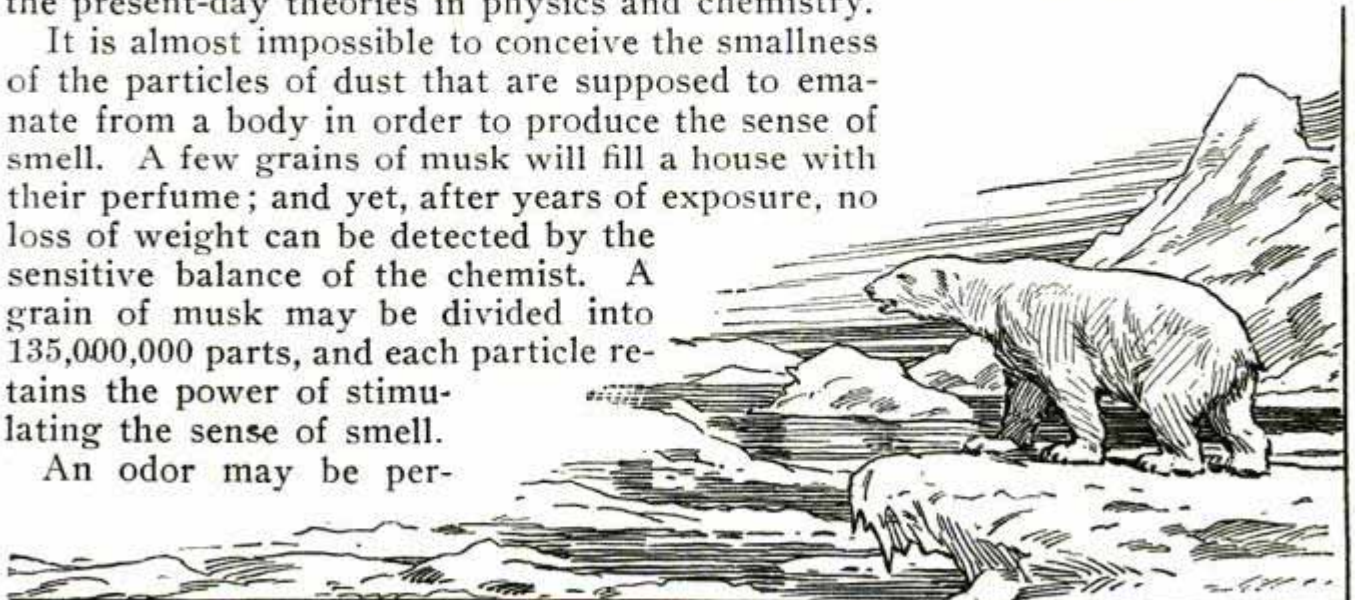 the present-day theories in physics and chemistry.
It is almost impossible to conceive the smallness
of the particles of dust that are supposed to ema-
nate from a body in order to produce the sense of
smell. A few grains of musk will fill a house with
their perfume; and yet, after years of exposure, no
loss of weight can be detected by the
sensitive balance of the chemist. A
grain of musk may be divided into
135,000,000 parts, and each particle re-
tains the power of stimu-
lating the sense of smell.
An odor may be per-